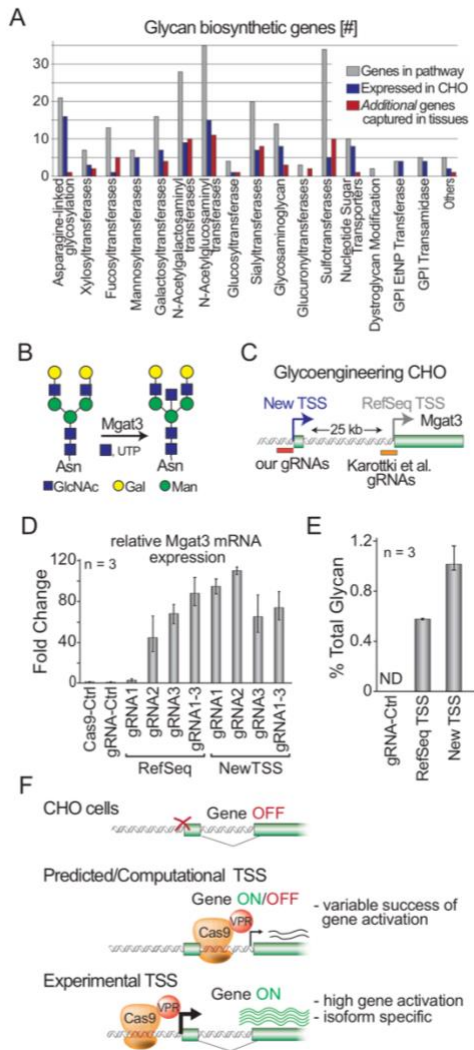 A
Glycan biosynthetic genes [#]
30
20
10
Genes in pathway
Expressed in CHO
Additional genes
captured in tissues
Asparagine-linked
glycosylation
Xylosyltransferases
Fucosyltransferases
Mannosyltransferases
Galactosyltransferases
N-Acetylgalactosaminyl
transferases
N-Acetylglucosaminyl
transferases
Glucosyltransferase
Sialyltransferases
Glycosaminoglycan
Glucuronyltransferases
Sulfotransferases
Nucleotide Sugar
Transporters
Dystroglycan Modification
GPI EtNP Transferase
GPI Transamidase
Others
B
Mgat3
, UTP
Asn
Asn
GlcNAc
Gal
Man
C
Glycoengineering CHO
New TSS
RefSeq TSS
25 kb
Mgat3
our gRNAs
Karottki et al.
gRNAs
D
relative Mgat3 mRNA
expression
n = 3
Fold Change
120
80
40
0
Cas9-Ctrl
gRNA-Ctrl
gRNA1
gRNA2
gRNA3
gRNA1-3
gRNA1
gRNA2
gRNA3
gRNA1-3
RefSeq
NewTSS
E
n = 3
% Total Glycan
1.2
0.6
0
ND
gRNA-Ctrl
RefSeq TSS
New TSS
F
CHO cells
Gene OFF
Predicted/Computational TSS
Gene ON/OFF
VPR
Cas9
- variable success of
gene activation
Experimental TSS
Gene ON
VPR
Cas9
- high gene activation
- isoform specific